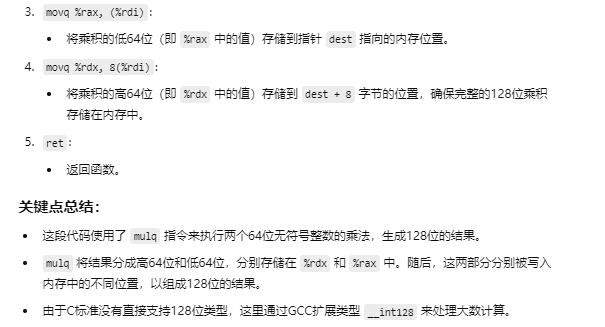 3. movq %rax, (%rdi)：
• 将乘积的低64位（即 %rax 中的值）存储到指针 dest 指向的内存位置。
4. movq %rdx, 8(%rdi)：
• 将乘积的高64位（即 %rdx 中的值）存储到 dest + 8 字节的位置，确保完整的128位乘积
存储在内存中。
5. ret：
• 返回函数。
关键点总结：
• 这段代码使用了 mulq 指令来执行两个64位无符号整数的乘法，生成128位的结果。
• mulq 将结果分成高64位和低64位，分别存储在 %rdx 和 %rax 中。随后，这两部分分别被写入
内存中的不同位置，以组成128位的结果。
• 由于C标准没有直接支持128位类型，这里通过GCC扩展类型 __int128 来处理大数计算。